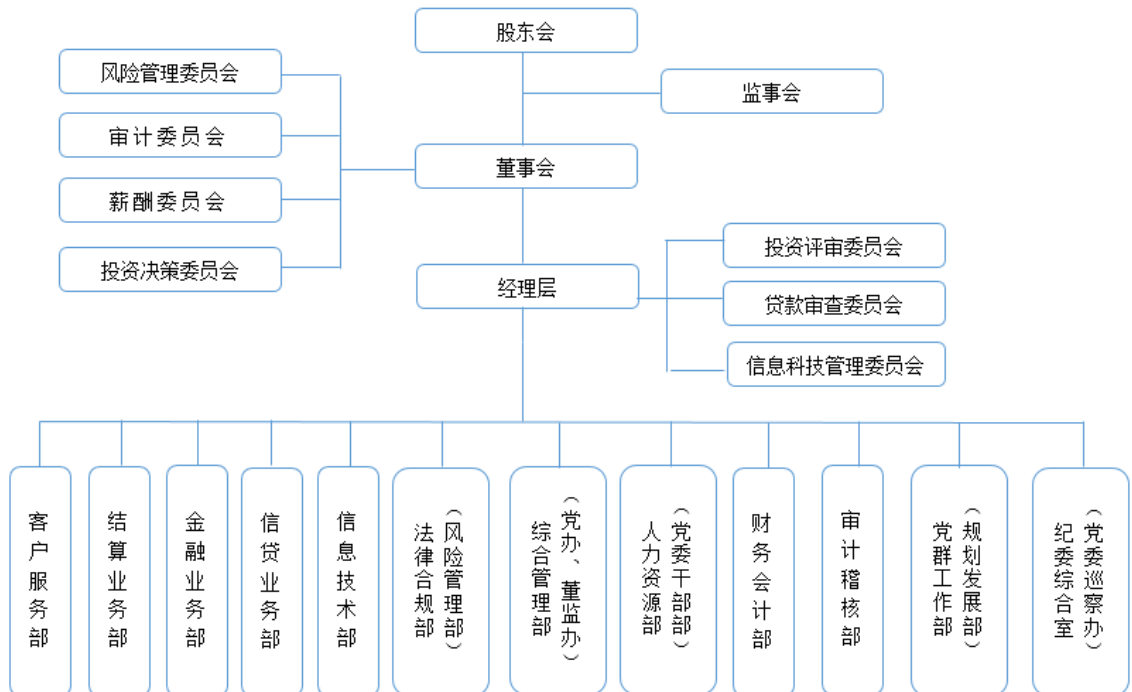 股东会
风险管理委员会
监事会
审计委员会
董事会
薪酬委员会
投资评审委员会
投资决策委员会
经理层
贷款审查委员会
信息科技管理委员会
客户服务部
结算业务部
金融业务部
信贷业务部
信息技术部
法律合规部
（风险管理部）
综合管理部
（党办、董监办）
人力资源部
（党委干部部）
财务会计部
审计稽核部
党群工作部
（规划发展部）
纪委综合室
（党委巡察办）